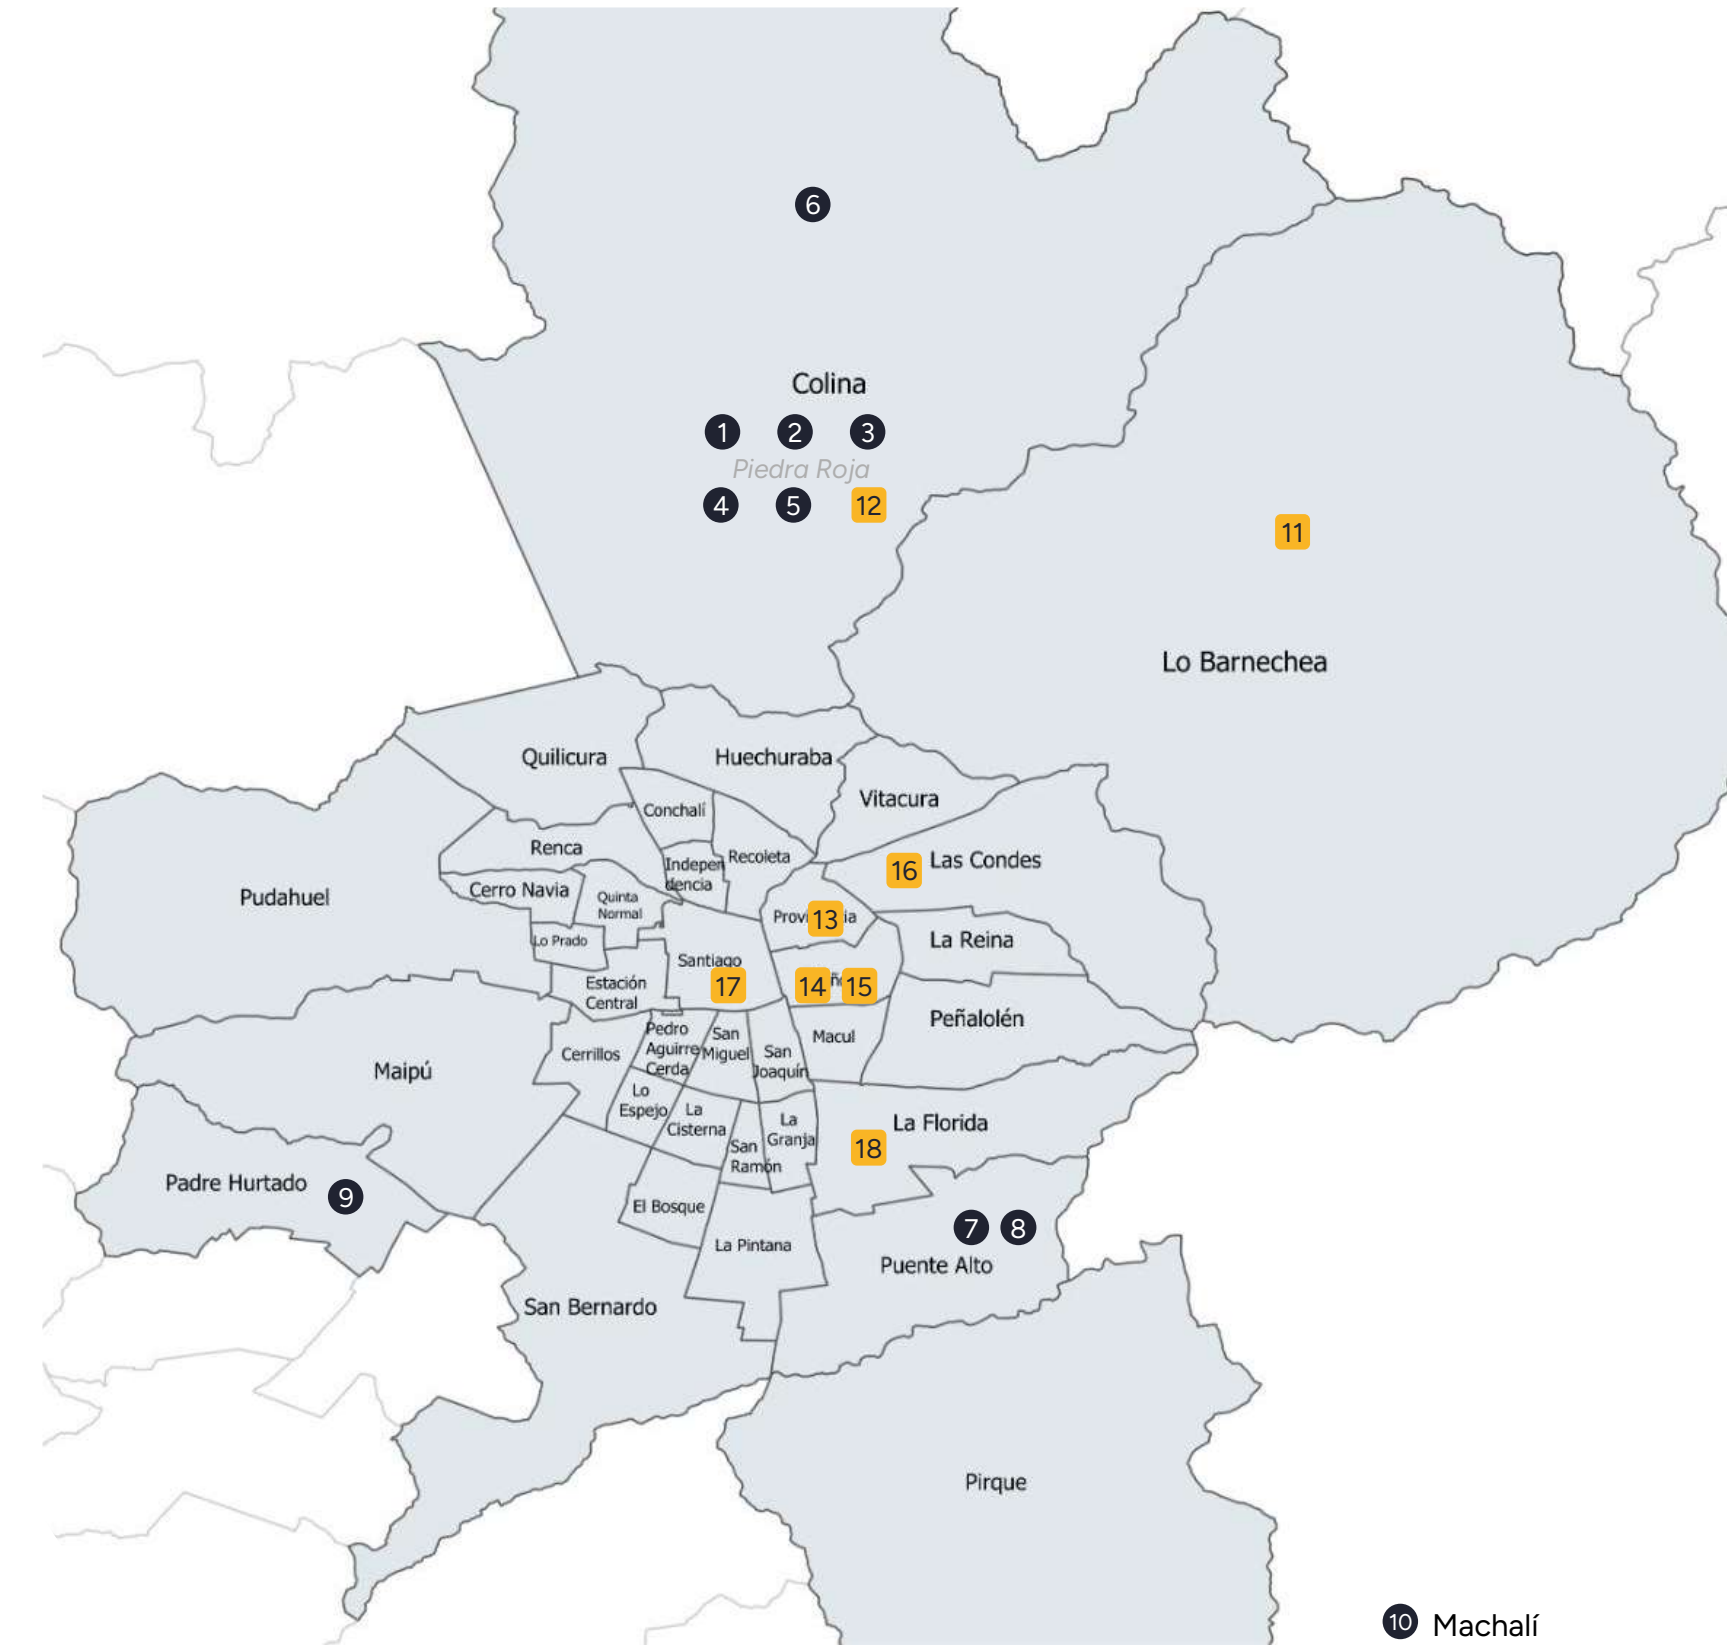 6
Colina
1 2 3
Piedra Roja
4 5 12
11
Lo Barnechea
Quilicura
Huechuraba
Vitacura
Conchalí
Renca
Recoleta
Indepen
dencia
16 Las Condes
Pudahuel
Cerro Navia
Quinta
Normal
13
Lo Prado
La Reina
Santiago
17
14 15
Estación
Central
Peñalolén
Macul
Pedro
Aguirre
Cerda
San
Miguel
San
Joaquín
Cerrillos
Maipú
Lo
Espejo
La
Cisterna
La
Granja
La Florida
18
San
Ramón
Padre Hurtado 9
El Bosque
7 8
La Pintana
Puente Alto
San Bernardo
Pirque
10 Machalí